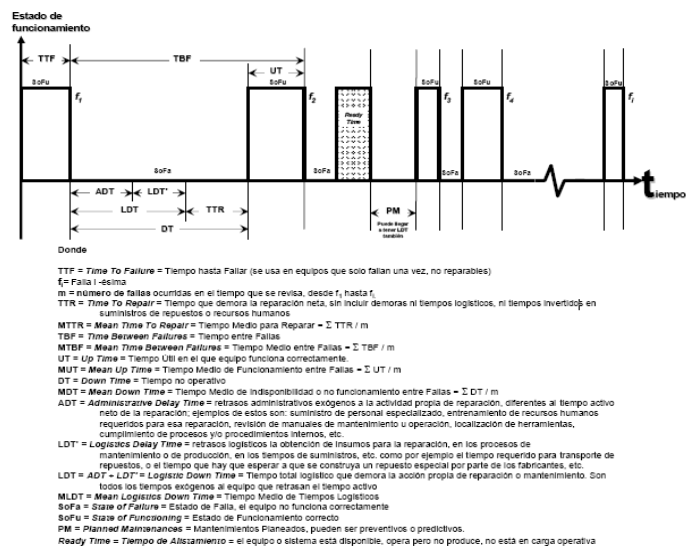 Estado de
funcionamiento
TTF
TBF
UT
SoFu
SoFu
SoFu
SoFu
SoFu
f1
f2
Ready
Time
f3
f4
fi
SoFa
SoFa
SoFa
SoFa
tiempo
ADT
LDT'
LDT
TTR
DT
PM
Puede llegar
a tener LDT
también
Donde
TTF = Time To Failure = Tiempo hasta Fallar (se usa en equipos que solo fallan una vez, no reparables)
fi= Falla i -ésima
m = número de fallas ocurridas en el tiempo que se revisa, desde f1 hasta fi.
TTR = Time To Repair = Tiempo que demora la reparación neta, sin incluir demoras ni tiempos logísticos, ni tiempos invertidos en
suministros de repuestos o recursos humanos
MTTR = Mean Time To Repair = Tiempo Medio para Reparar = Σ TTR / m
TBF = Time Between Failures = Tiempo entre Fallas
MTBF = Mean Time Between Failures = Tiempo Medio entre Fallas = Σ TBF / m
UT = Up Time = Tiempo Útil en el que equipo funciona correctamente.
MUT = Mean Up Time = Tiempo Medio de Funcionamiento entre Fallas = Σ UT / m
DT = Down Time = Tiempo no operativo
MDT = Mean Down Time = Tiempo Medio de Indisponibilidad o no funcionamiento entre Fallas = Σ DT / m
ADT = Administrative Delay Time = retrasos administrativos exógenos a la actividad propia de reparación, diferentes al tiempo activo
neto de la reparación; ejemplos de estos son: suministro de personal especializado, entrenamiento de recursos humanos
requeridos para esa reparación, revisión de manuales de mantenimiento u operación, localización de herramientas,
cumplimiento de procesos y/o procedimientos internos, etc.
LDT' = Logistics Delay Time = retrasos logísticos la obtención de insumos para la reparación, en los procesos de
mantenimiento o de producción, en los tiempos de suministros, etc. como por ejemplo el tiempo requerido para transporte de
repuestos, o el tiempo que hay que esperar a que se construya un repuesto especial por parte de los fabricantes, etc.
LDT = ADT + LDT' = Logistic Down Time = Tiempo total logístico que demora la acción propia de reparación o mantenimiento. Son
todos los tiempos exógenos al equipo que retrasan el tiempo activo
MLDT = Mean Logistics Down Time = Tiempo Medio de Tiempos Logísticos
SoFa = State of Failure = Estado de Falla, el equipo no funciona correctamente
SoFu = State of Functioning = Estado de Funcionamiento correcto
PM = Planned Maintenances = Mantenimientos Planeados, pueden ser preventivos o predictivos.
Ready Time = Tiempo de Alistamiento = el equipo o sistema está disponible, opera pero no produce, no está en carga operativa